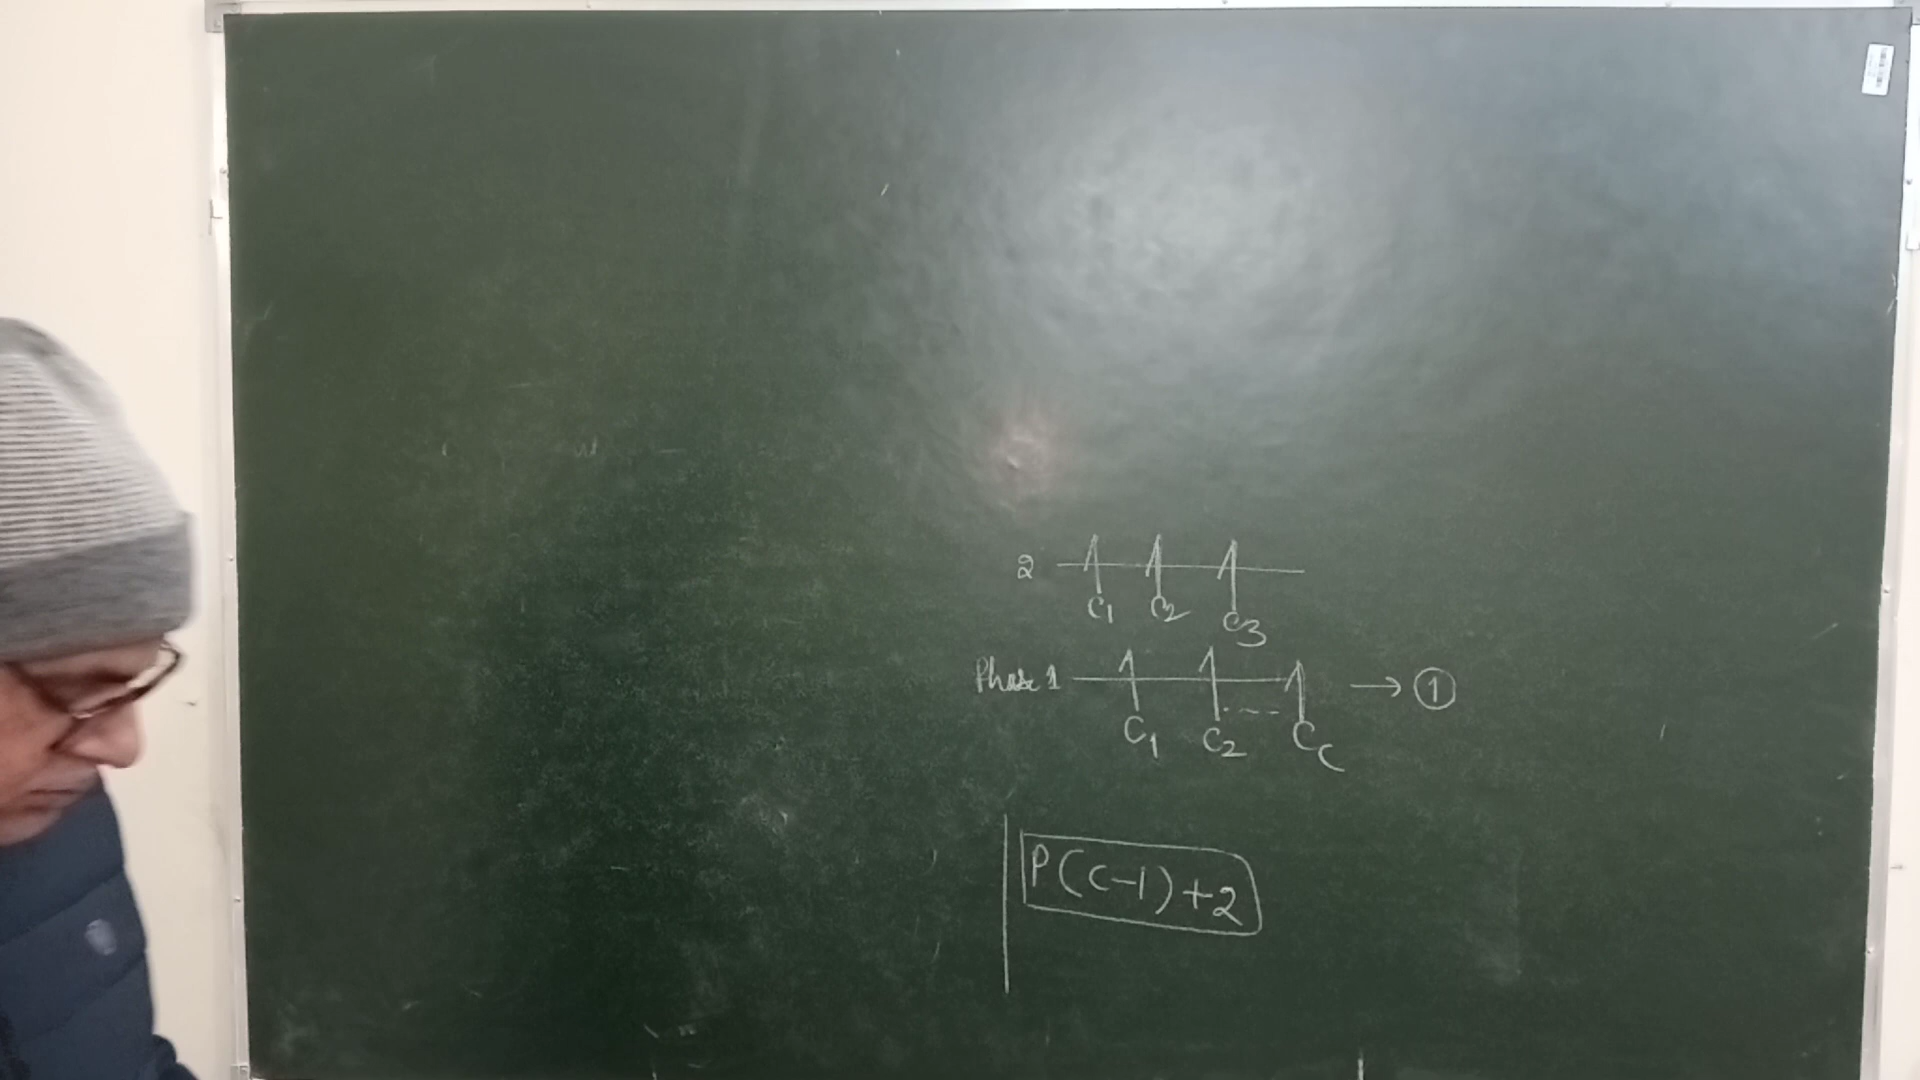 2
C1 C2 C3
Phase 1 → 1
C1 C2 --- Cc
P(c-1)+2